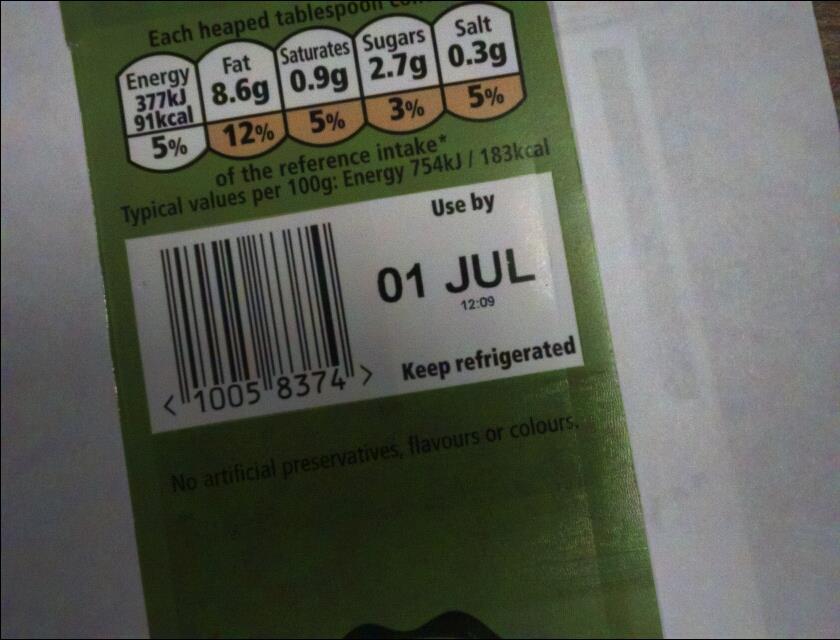 Each heaped tablespoon
Energy
377kJ
91kcal
5%
Fat
8.6g
12%
Saturates
0.9g
5%
Sugars
2.7g
3%
Salt
0.3g
5%
of the reference intake*
Typical values per 100g: Energy 754kJ / 183kcal
Use by
01 JUL
12:09
Keep refrigerated
<"1005"8374">
No artificial preservatives, flavours or colours.